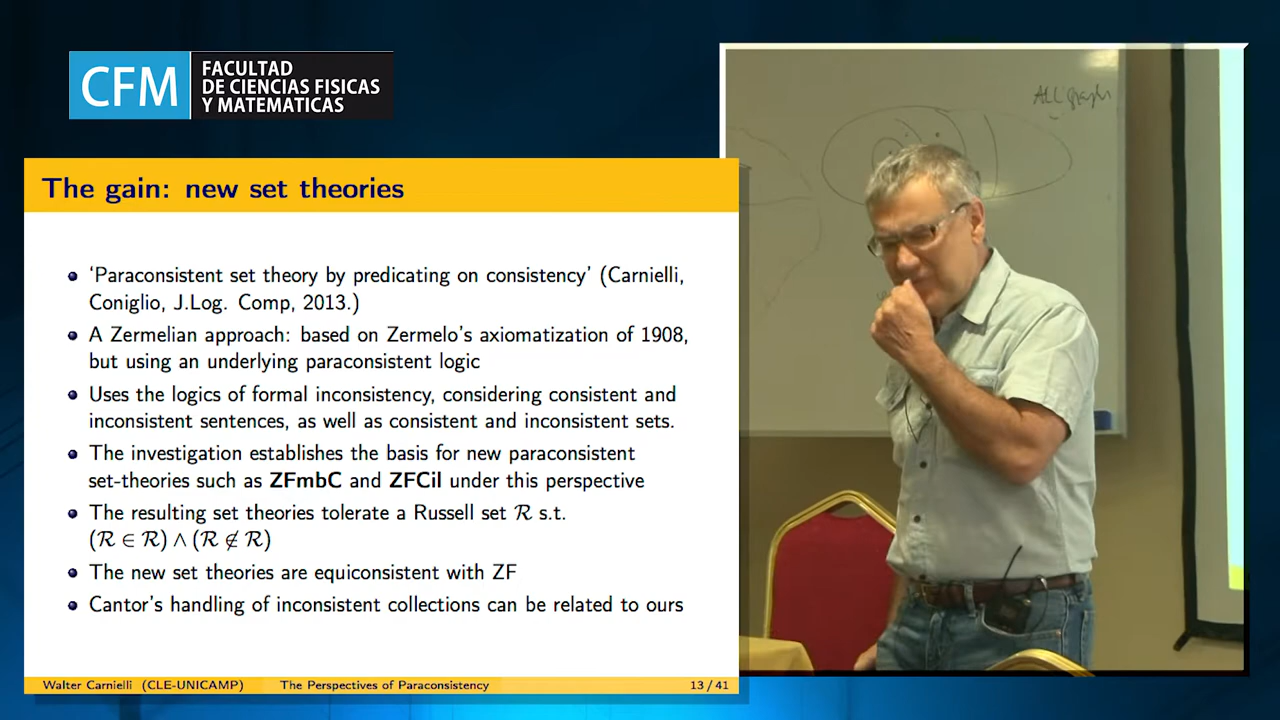 CFM
FACULTAD
DE CIENCIAS FISICAS
Y MATEMATICAS
The gain: new set theories
‘Paraconsistent set theory by predicating on consistency’ (Carnielli,
Coniglio, J.Log. Comp, 2013.)
A Zermelian approach: based on Zermelo’s axiomatization of 1908,
but using an underlying paraconsistent logic
Uses the logics of formal inconsistency, considering consistent and
inconsistent sentences, as well as consistent and inconsistent sets.
The investigation establishes the basis for new paraconsistent
set-theories such as ZFmbC and ZFCil under this perspective
The resulting set theories tolerate a Russell set ℛ s.t.
(ℛ ∈ ℛ) ∧ (ℛ ∉ ℛ)
The new set theories are equiconsistent with ZF
Cantor’s handling of inconsistent collections can be related to ours
Walter Carnielli (CLE-UNICAMP) The Perspectives of Paraconsistency 13 / 41